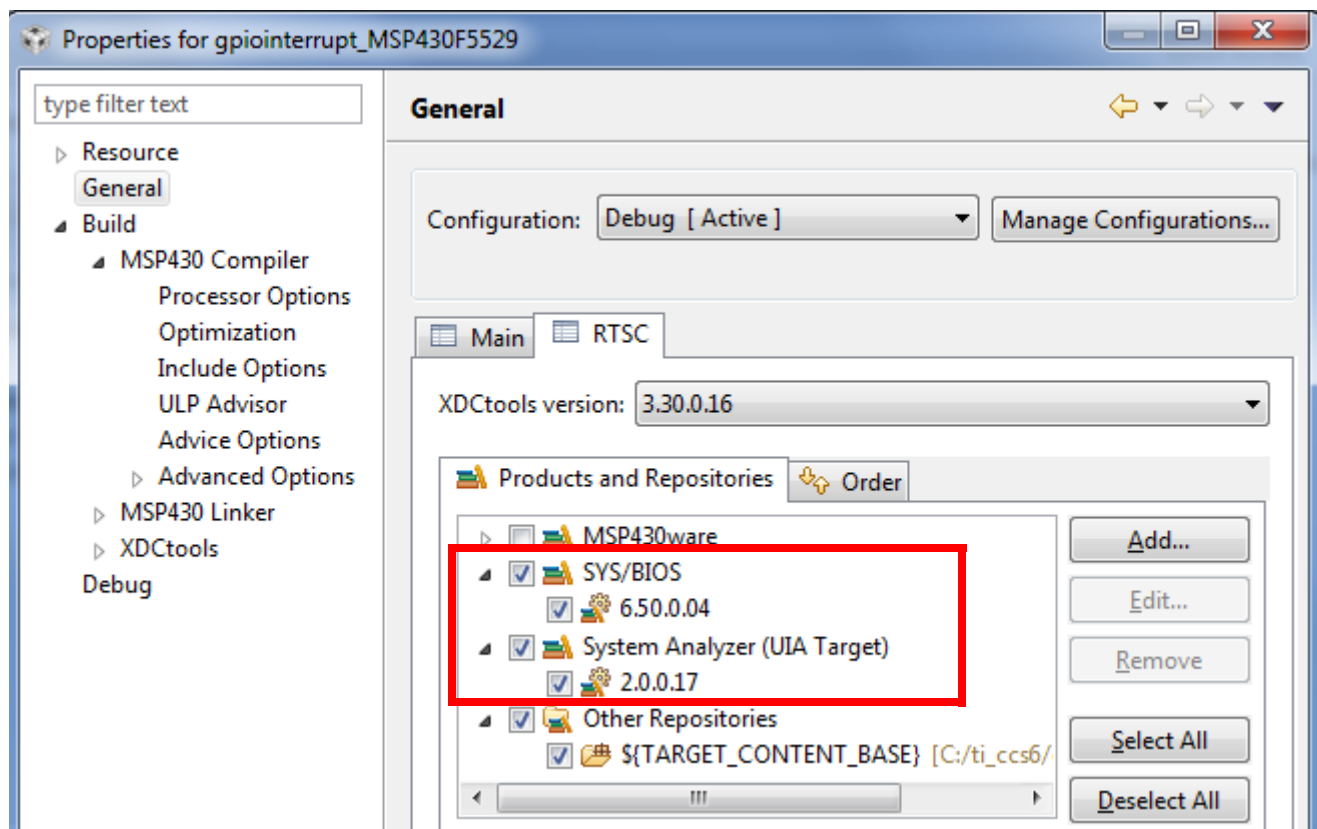 Properties for gpiointerrupt_MSP430F5529
type filter text
Resource
General
Build
MSP430 Compiler
Processor Options
Optimization
Include Options
ULP Advisor
Advice Options
Advanced Options
MSP430 Linker
XDCtools
Debug
General
Configuration: Debug [ Active ] Manage Configurations...
Main RTSC
XDCtools version: 3.30.0.16
Products and Repositories Order
MSP430ware
SYS/BIOS
6.50.0.04
System Analyzer (UIA Target)
2.0.0.17
Other Repositories
${TARGET_CONTENT_BASE} [C:/ti_ccs6/
Add...
Edit...
Remove
Select All
Deselect All